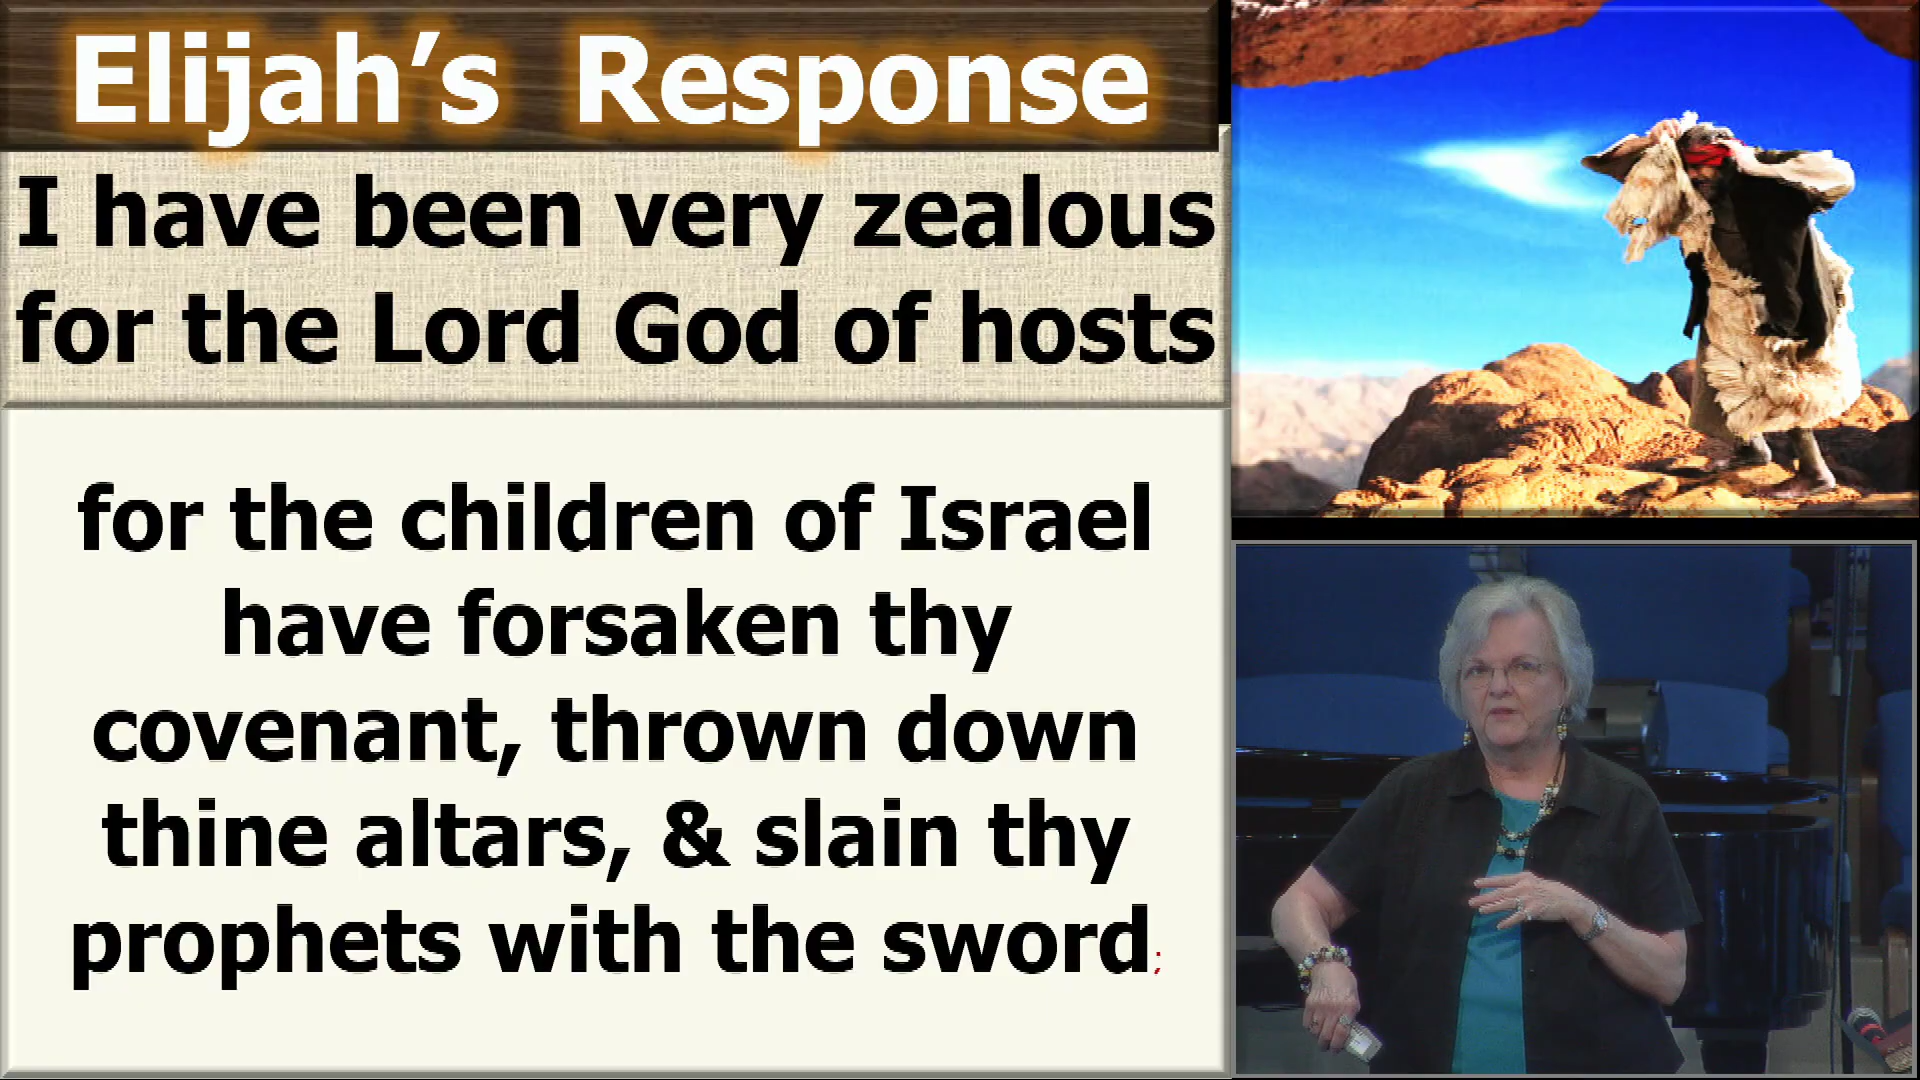 Elijah’s Response
I have been very zealous
for the Lord God of hosts
for the children of Israel
have forsaken thy
covenant, thrown down
thine altars, & slain thy
prophets with the sword;